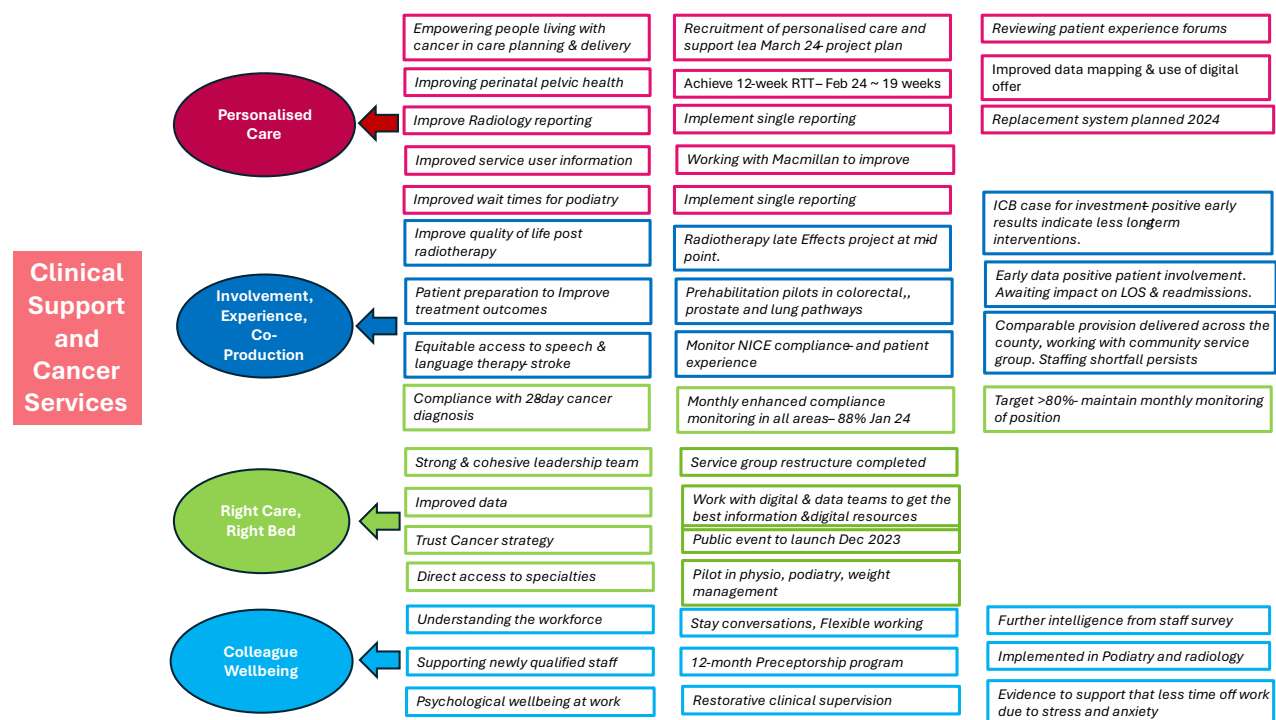 Clinical
Support
and
Cancer
Services
Personalised
Care
Empowering people living with
cancer in care planning & delivery
Recruitment of personalised care and
support lea March 24- project plan
Reviewing patient experience forums
Improving perinatal pelvic health
Achieve 12-week RTT– Feb 24 ~ 19 weeks
Improved data mapping & use of digital
offer
Improve Radiology reporting
Implement single reporting
Replacement system planned 2024
Improved service user information
Working with Macmillan to improve
Improved wait times for podiatry
Implement single reporting
Involvement,
Experience,
Co-
Production
Improve quality of life post
radiotherapy
Radiotherapy late Effects project at mid
point.
ICB case for investment- positive early
results indicate less long-term
interventions.
Patient preparation to Improve
treatment outcomes
Prehabilitation pilots in colorectal,,
prostate and lung pathways
Early data positive patient involvement.
Awaiting impact on LOS & readmissions.
Equitable access to speech &
language therapy- stroke
Monitor NICE compliance- and patient
experience
Comparable provision delivered across the
county, working with community service
group. Staffing shortfall persists
Compliance with 28day cancer
diagnosis
Monthly enhanced compliance
monitoring in all areas– 88% Jan 24
Target >80%- maintain monthly monitoring
of position
Right Care,
Right Bed
Strong & cohesive leadership team
Service group restructure completed
Improved data
Work with digital & data teams to get the
best information &digital resources
Trust Cancer strategy
Public event to launch Dec 2023
Direct access to specialties
Pilot in physio, podiatry, weight
management
Colleague
Wellbeing
Understanding the workforce
Stay conversations, Flexible working
Further intelligence from staff survey
Supporting newly qualified staff
12-month Preceptorship program
Implemented in Podiatry and radiology
Psychological wellbeing at work
Restorative clinical supervision
Evidence to support that less time off work
due to stress and anxiety